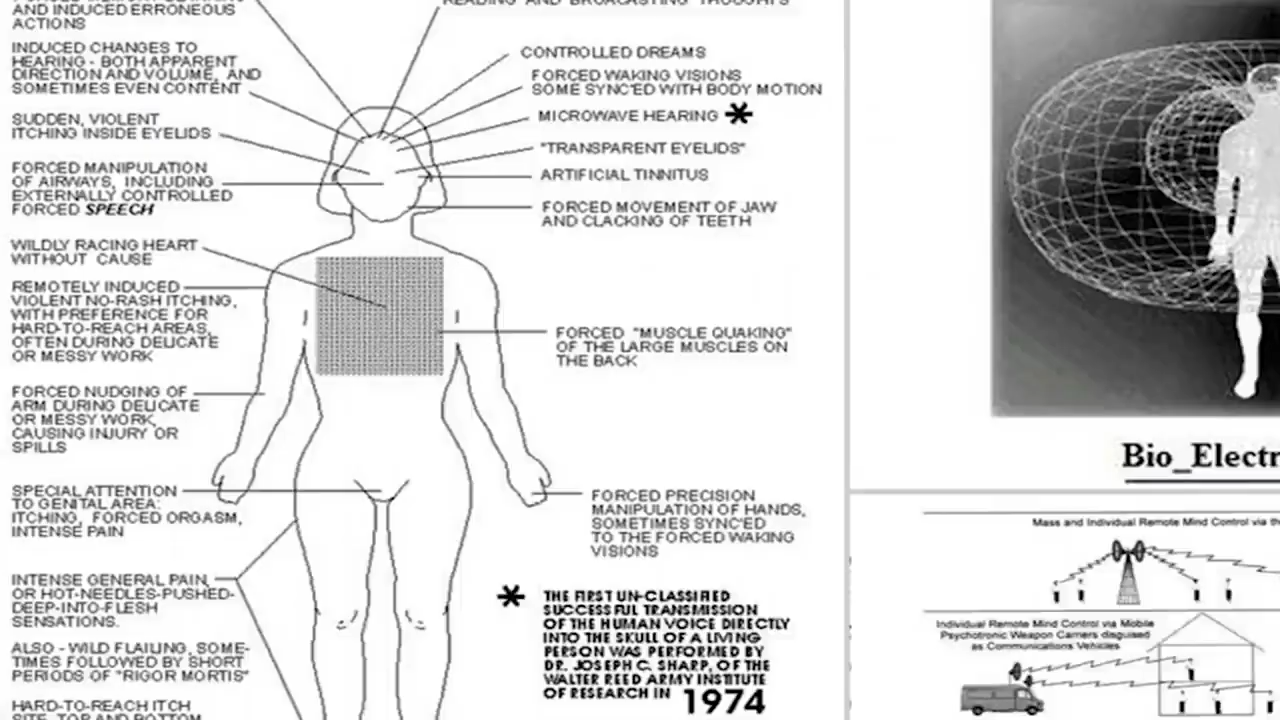 AND INDUCED ERRONEOUS
ACTIONS
INDUCED CHANGES TO
HEARING - BOTH APPARENT
DIRECTION AND VOLUME, AND
SOMETIMES EVEN CONTENT
SUDDEN, VIOLENT
ITCHING INSIDE EYELIDS
FORCED MANIPULATION
OF AIRWAYS, INCLUDING
EXTERNALLY CONTROLLED
FORCED SPEECH
WILDLY RACING HEART
WITHOUT CAUSE
REMOTELY INDUCED
VIOLENT NO-RASH ITCHING,
WITH PREFERENCE FOR
HARD-TO-REACH AREAS,
OFTEN DURING DELICATE
OR MESSY WORK
FORCED NUDGING OF
ARM DURING DELICATE
OR MESSY WORK,
CAUSING INJURY OR
SPILLS
SPECIAL ATTENTION
TO GENITAL AREA:
ITCHING, FORCED ORGASM,
INTENSE PAIN
INTENSE GENERAL PAIN,
OR HOT-NEEDLES-PUSHED-
DEEP-INTO-FLESH
SENSATIONS.
ALSO - WILD FLAILING, SOME-
TIMES FOLLOWED BY SHORT
PERIODS OF "RIGOR MORTIS"
HARD-TO-REACH ITCH
SITE, TOP AND BOTTOM
READING AND BROADCASTING THOUGHTS
CONTROLLED DREAMS
FORCED WAKING VISIONS
SOME SYNC'ED WITH BODY MOTION
MICROWAVE HEARING *
"TRANSPARENT EYELIDS"
ARTIFICIAL TINNITUS
FORCED MOVEMENT OF JAW
AND CLACKING OF TEETH
FORCED "MUSCLE QUAKING"
OF THE LARGE MUSCLES ON
THE BACK
FORCED PRECISION
MANIPULATION OF HANDS,
SOMETIMES SYNC'ED
TO THE FORCED WAKING
VISIONS
* THE FIRST UN-CLASSIFIED
SUCCESSFUL TRANSMISSION
OF THE HUMAN VOICE DIRECTLY
INTO THE SKULL OF A LIVING
PERSON WAS PERFORMED BY
DR. JOSEPH C. SHARP, OF THE
WALTER REED ARMY INSTITUTE
OF RESEARCH IN 1974
Bio_Electr
Mass and Individual Remote Mind Control via th
Individual Remote Mind Control via Mobile
Psychotronic Weapon Carriers disguised
as Communications Vehicles